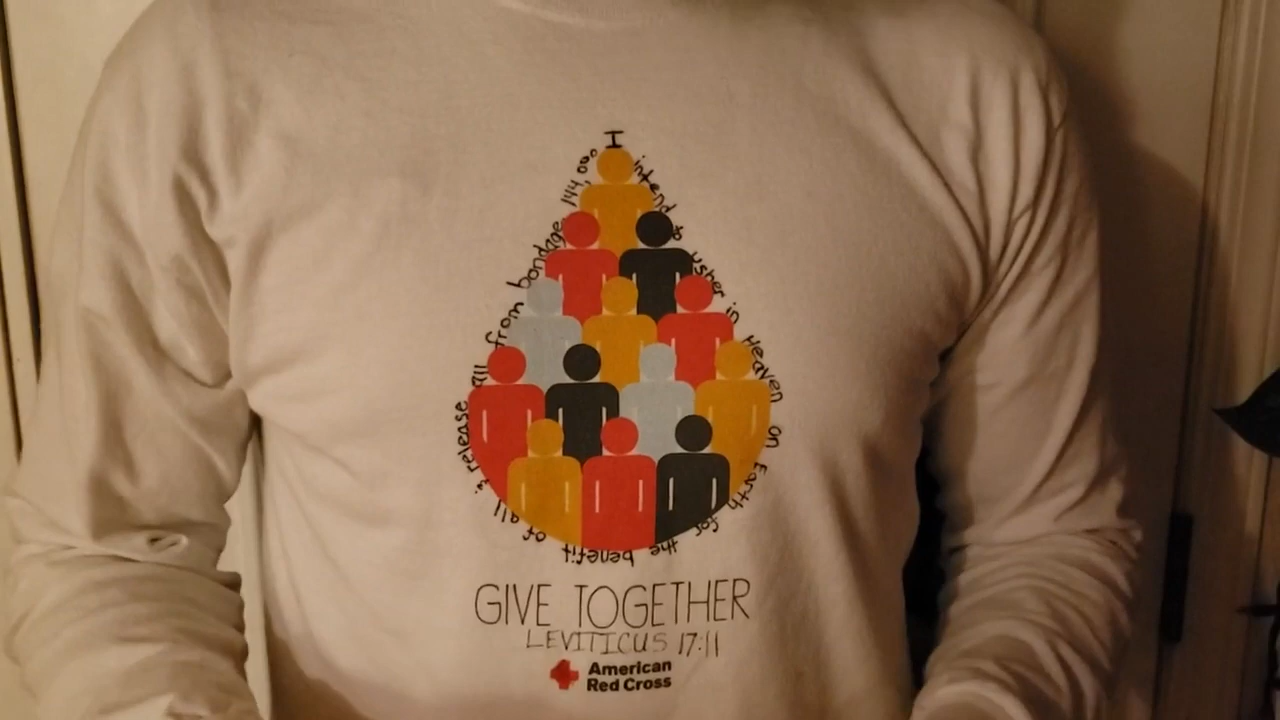 I intend to usher in Heaven on Earth for the benefit of all & release all from bondage 144,000
GIVE TOGETHER
LEVITICUS 17:11
American
Red Cross